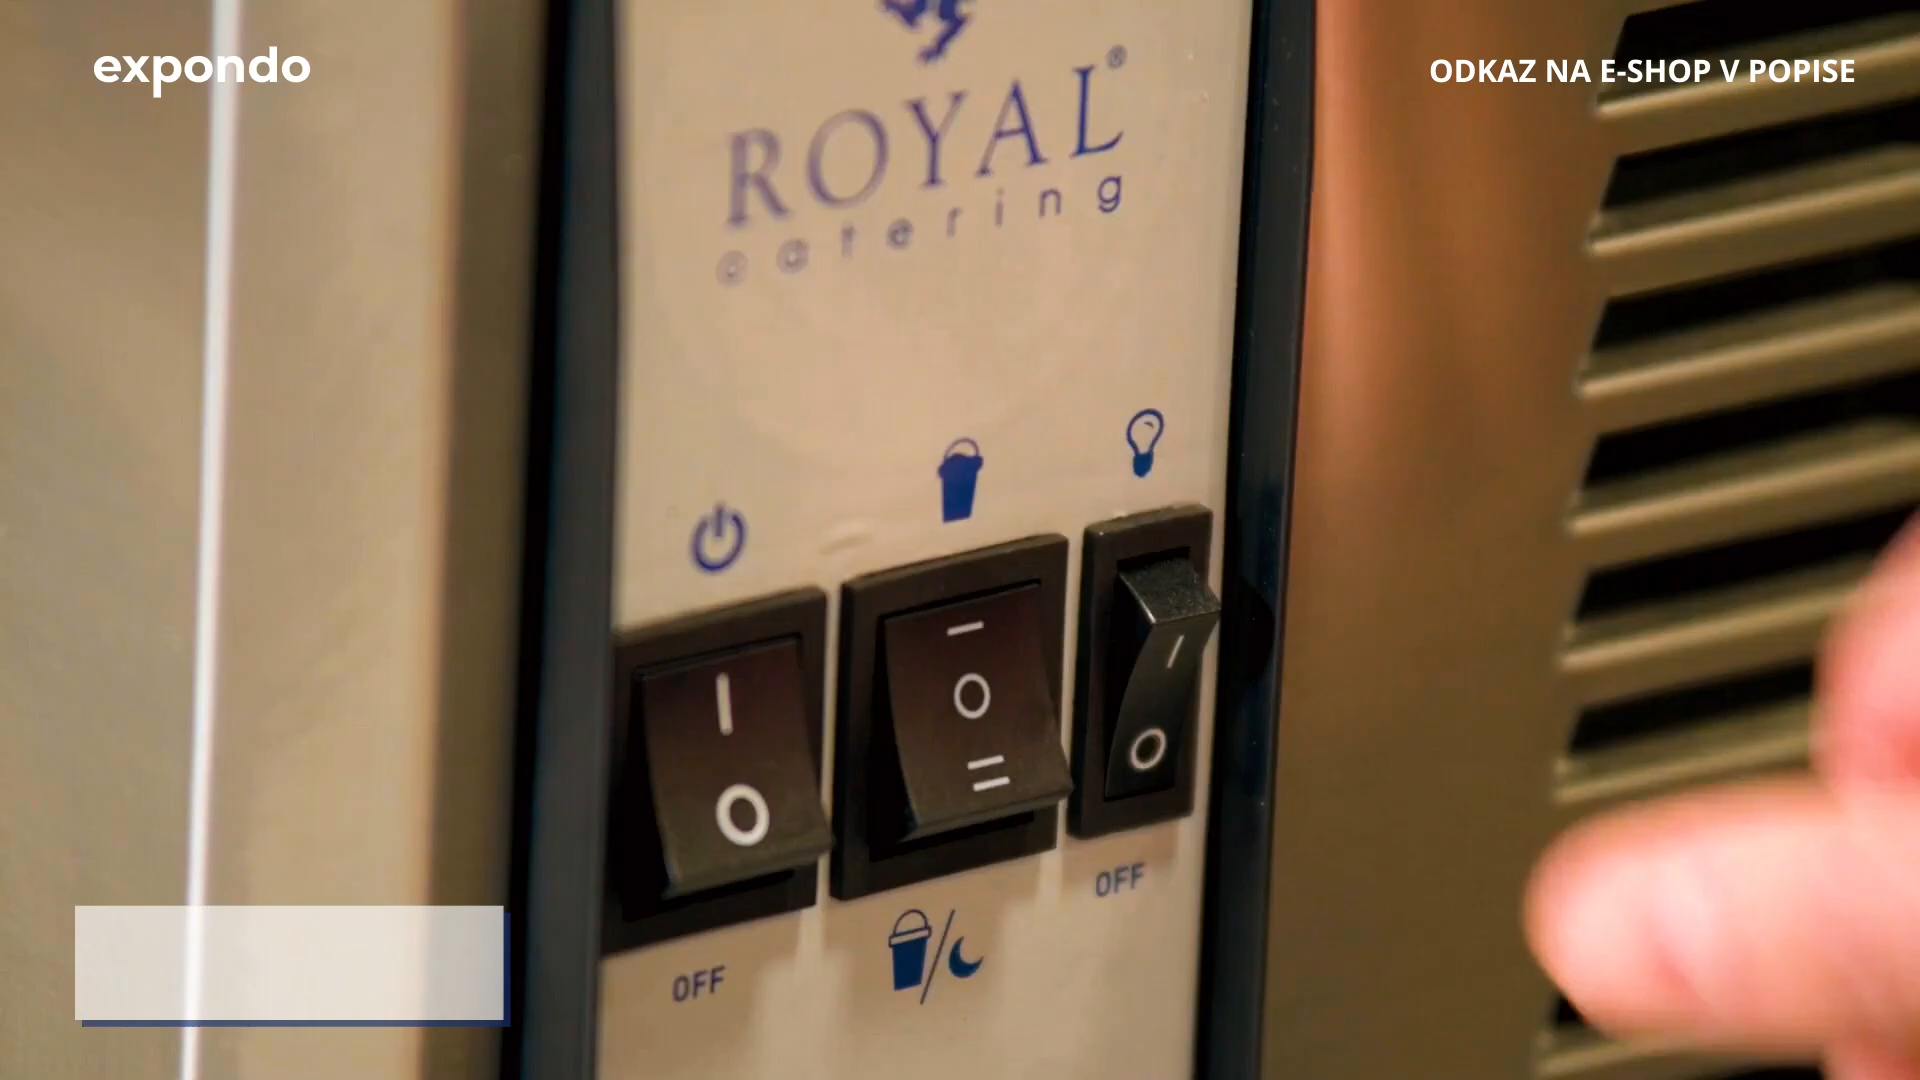 expondo
ODKAZ NA E-SHOP V POPISE
ROYAL®
catering
OFF
OFF